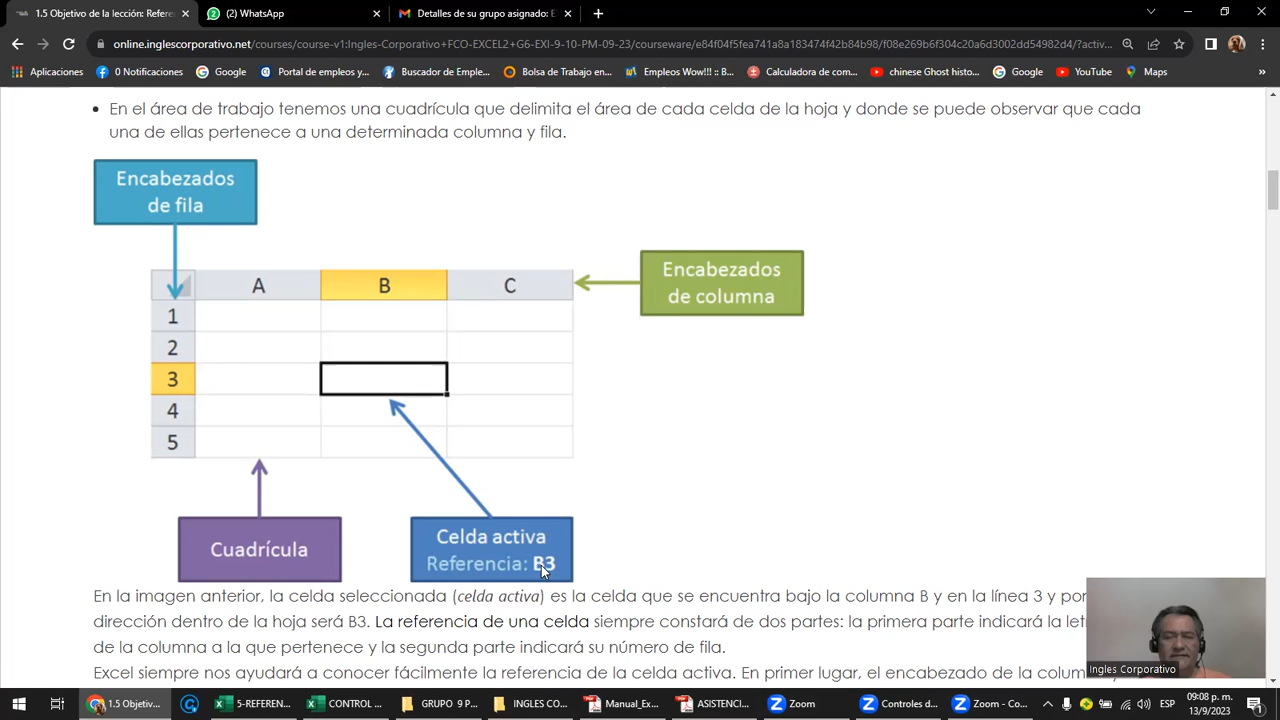 1.5 Objetivo de la lección: Refere
(2) WhatsApp
Detalles de su grupo asignado: E
online.inglescorporativo.net/courses/course-v1:Ingles-Corporativo+FCO-EXCEL2+G6-EXI-9-10-PM-09-23/courseware/e84f04f5fea741a8a183474f42b84b98/f08e269b6f304c20a6d3002dd54982d4/?activ...
Aplicaciones
0 Notificaciones
Google
Portal de empleos y...
Buscador de Emple...
Bolsa de Trabajo en...
Empleos Wow!!! :: B...
Calculadora de com...
chinese Ghost histo...
Google
YouTube
Maps
»
En el área de trabajo tenemos una cuadrícula que delimita el área de cada celda de la hoja y donde se puede observar que cada
una de ellas pertenece a una determinada columna y fila.
Encabezados
de fila
Encabezados
de columna
A B C
1
2
3
4
5
Cuadrícula
Celda activa
Referencia: B3
En la imagen anterior, la celda seleccionada (celda activa) es la celda que se encuentra bajo la columna B y en la línea 3 y por
dirección dentro de la hoja será B3. La referencia de una celda siempre constará de dos partes: la primera parte indicará la let
de la columna a la que pertenece y la segunda parte indicará su número de fila.
Excel siempre nos ayudará a conocer fácilmente la referencia de la celda activa. En primer lugar, el encabezado de la colum
Ingles Corporativo
1.5 Objetivo...
5-REFEREN...
CONTROL ...
GRUPO 9 P...
INGLES CO...
Manual_Ex...
ASISTENCI...
Zoom
Controles d...
Zoom - Co...
ESP
09:08 p. m.
13/9/2023